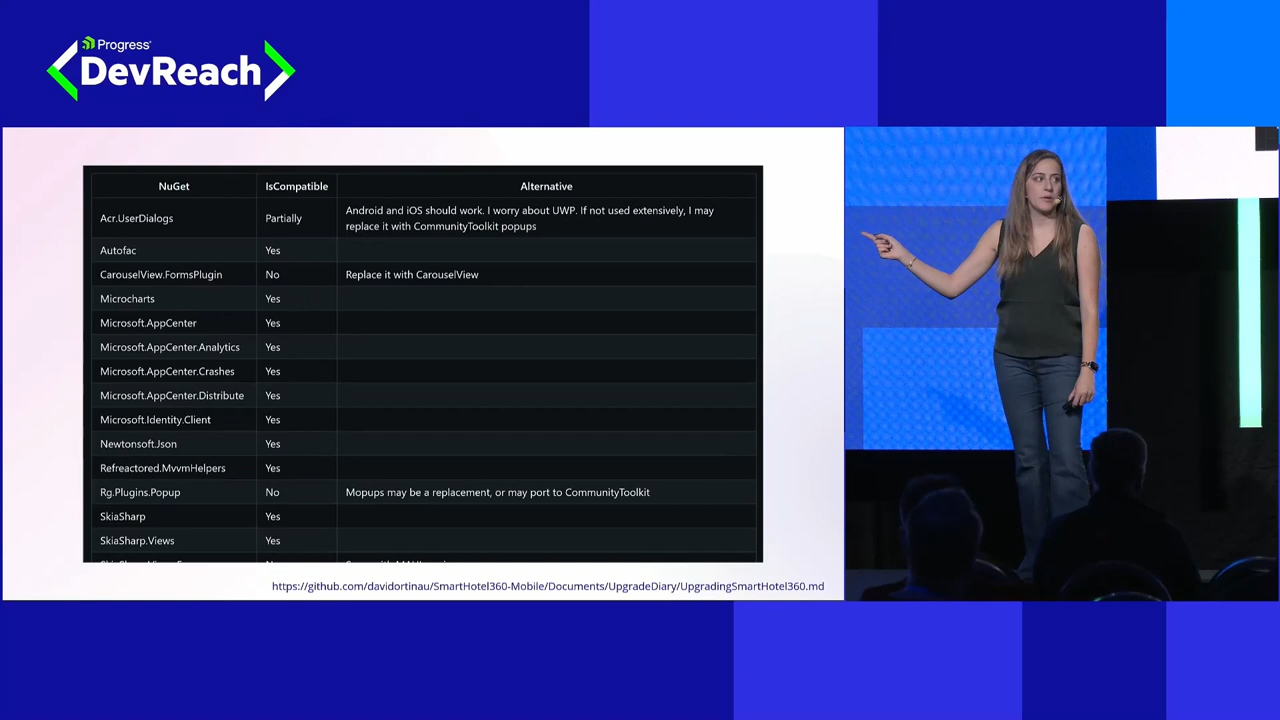 Progress
DevReach
NuGet IsCompatible Alternative
Acr.UserDialogs Partially Android and iOS should work. I worry about UWP. If not used extensively, I may
replace it with CommunityToolkit popups
Autofac Yes
CarouselView.FormsPlugin No Replace it with CarouselView
Microcharts Yes
Microsoft.AppCenter Yes
Microsoft.AppCenter.Analytics Yes
Microsoft.AppCenter.Crashes Yes
Microsoft.AppCenter.Distribute Yes
Microsoft.Identity.Client Yes
Newtonsoft.Json Yes
Refreactored.MvvmHelpers Yes
Rg.Plugins.Popup No Mopups may be a replacement, or may port to CommunityToolkit
SkiaSharp Yes
SkiaSharp.Views Yes
https://github.com/davidortinau/SmartHotel360-Mobile/Documents/UpgradeDiary/UpgradingSmartHotel360.md